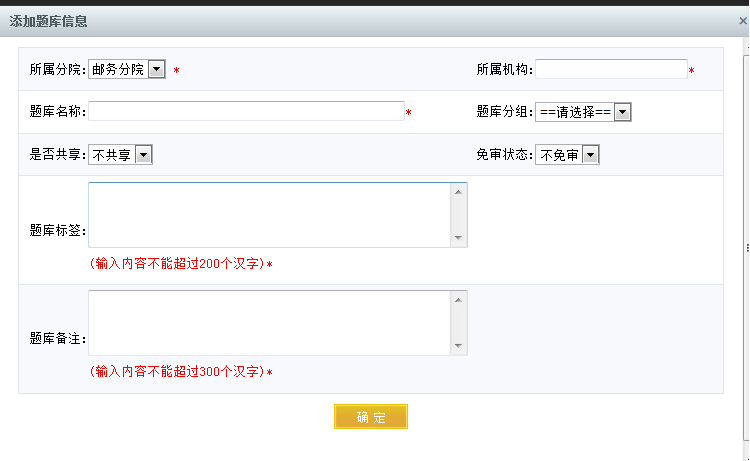 添加题库信息
所属分院: 邮务分院 * 所属机构: *
题库名称: * 题库分组: ==请选择==
是否共享: 不共享 免审状态: 不免审
题库标签:
(输入内容不能超过200个汉字)*
题库备注:
(输入内容不能超过300个汉字)*
确 定